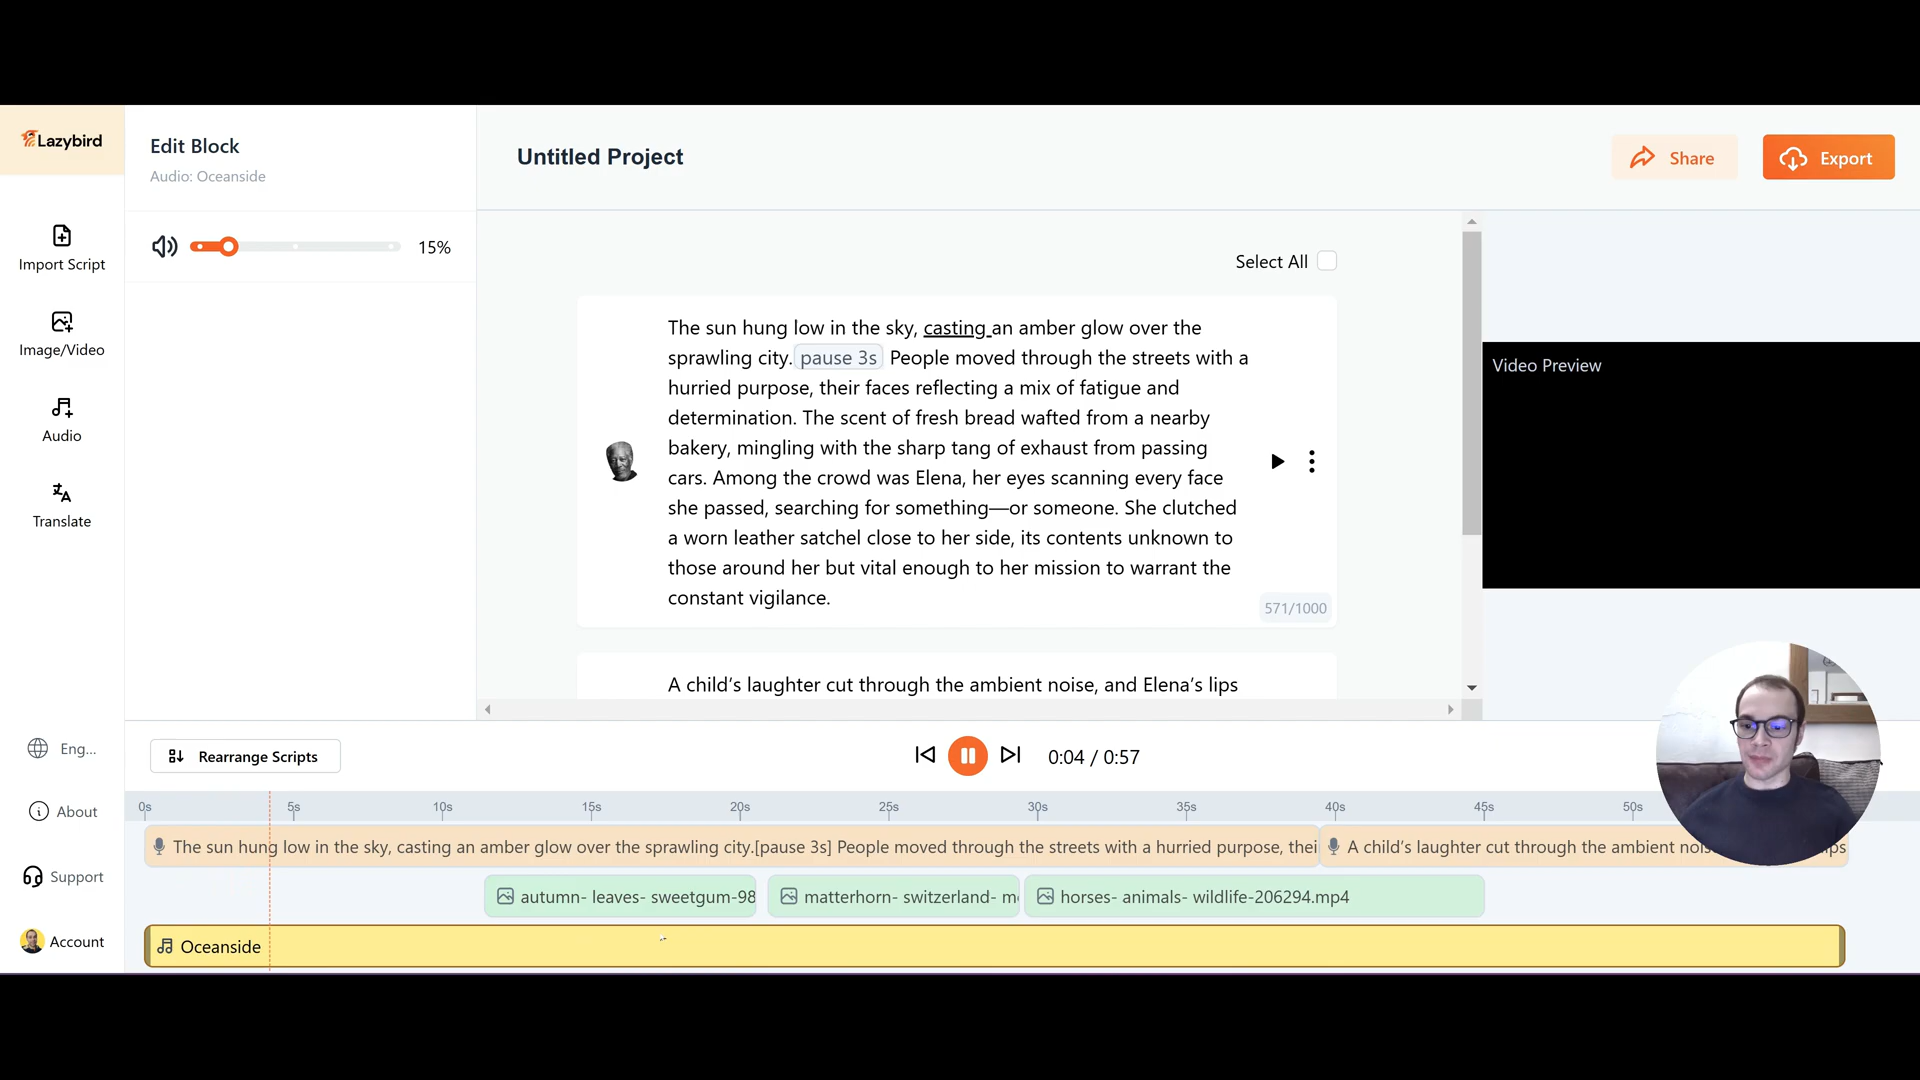 Lazybird
Import Script
Image/Video
Audio
Translate
Eng...
About
Support
Account
Edit Block
Audio: Oceanside
15%
Untitled Project
Share
Export
Select All
The sun hung low in the sky, casting an amber glow over the
sprawling city. pause 3s People moved through the streets with a
hurried purpose, their faces reflecting a mix of fatigue and
determination. The scent of fresh bread wafted from a nearby
bakery, mingling with the sharp tang of exhaust from passing
cars. Among the crowd was Elena, her eyes scanning every face
she passed, searching for something—or someone. She clutched
a worn leather satchel close to her side, its contents unknown to
those around her but vital enough to her mission to warrant the
constant vigilance.
571/1000
A child’s laughter cut through the ambient noise, and Elena’s lips
Video Preview
Rearrange Scripts
0:04 / 0:57
0s 5s 10s 15s 20s 25s 30s 35s 40s 45s 50s
The sun hung low in the sky, casting an amber glow over the sprawling city.[pause 3s] People moved through the streets with a hurried purpose, thei
A child’s laughter cut through the ambient noi
ips
autumn- leaves- sweetgum-98
matterhorn- switzerland- m
horses- animals- wildlife-206294.mp4
Oceanside